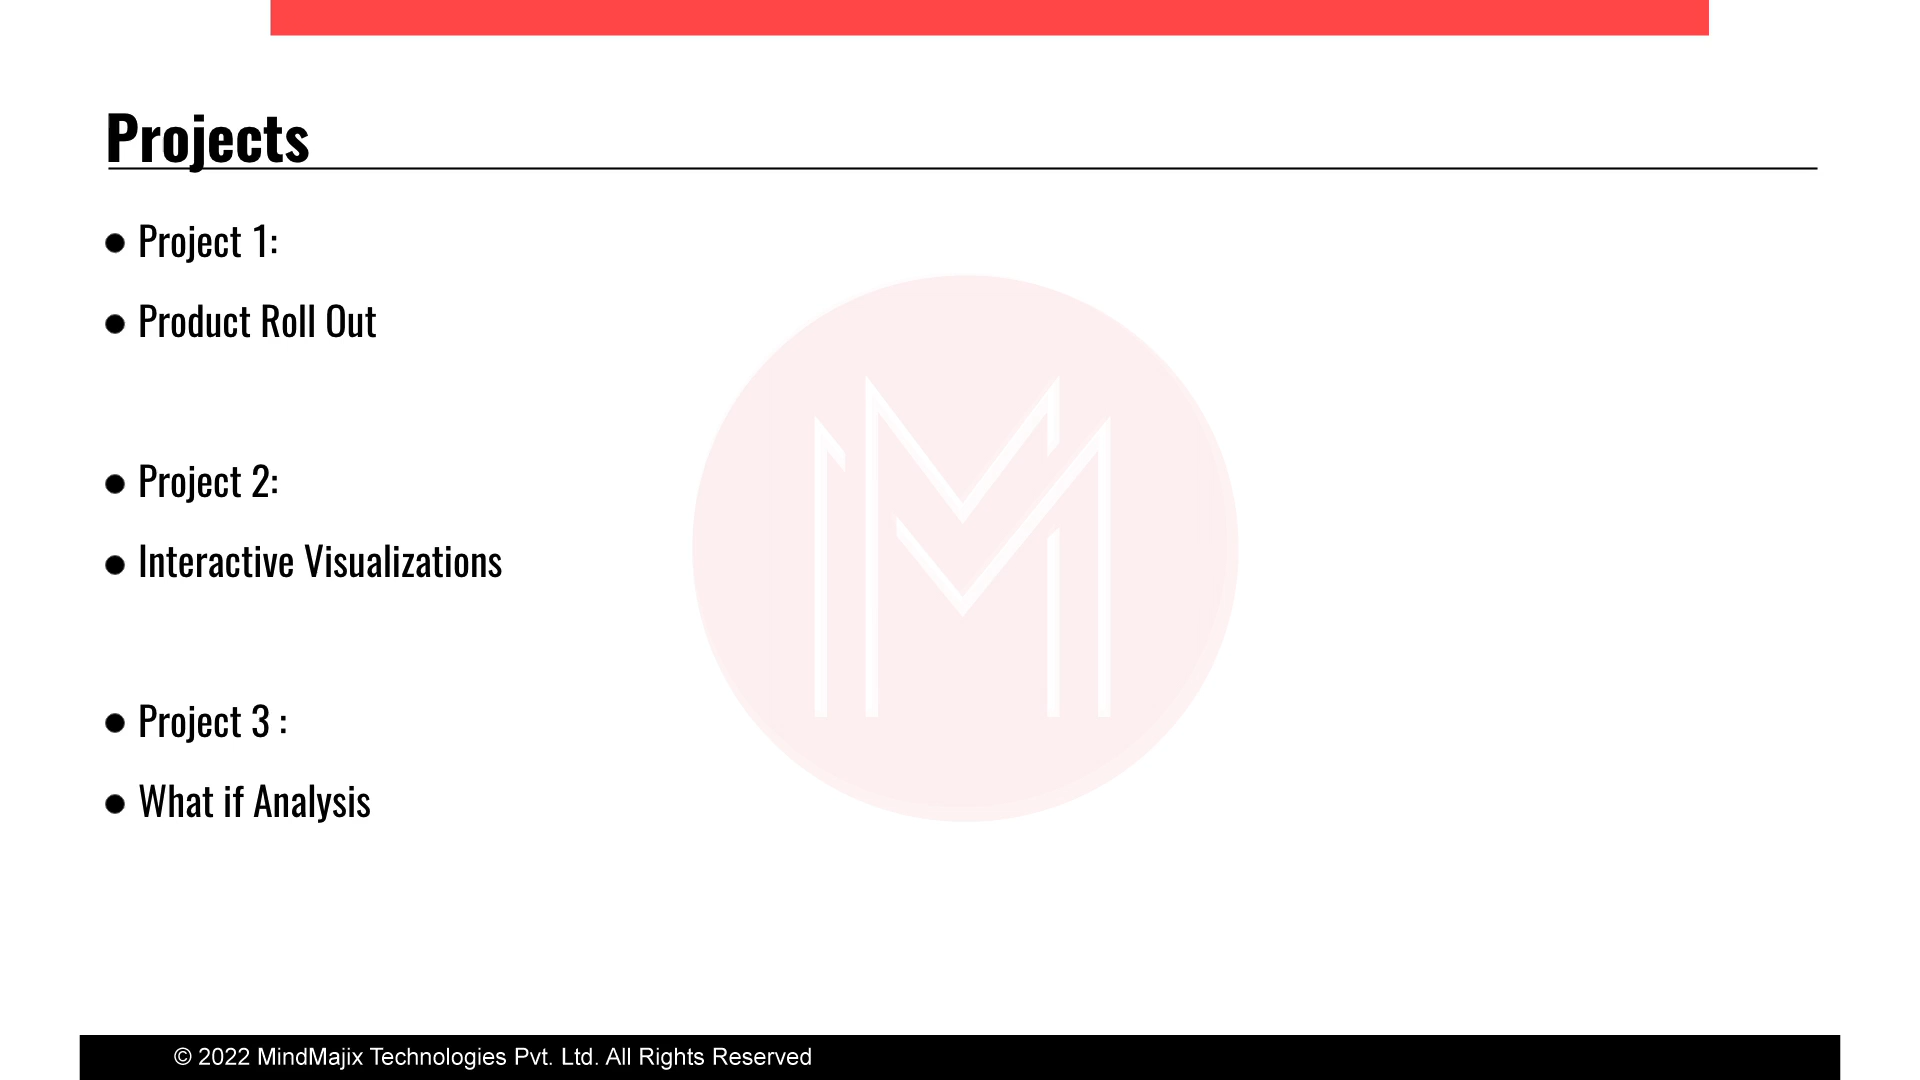 Projects
● Project 1:
● Product Roll Out
● Project 2:
● Interactive Visualizations
● Project 3 :
● What if Analysis
© 2022 MindMajix Technologies Pvt. Ltd. All Rights Reserved